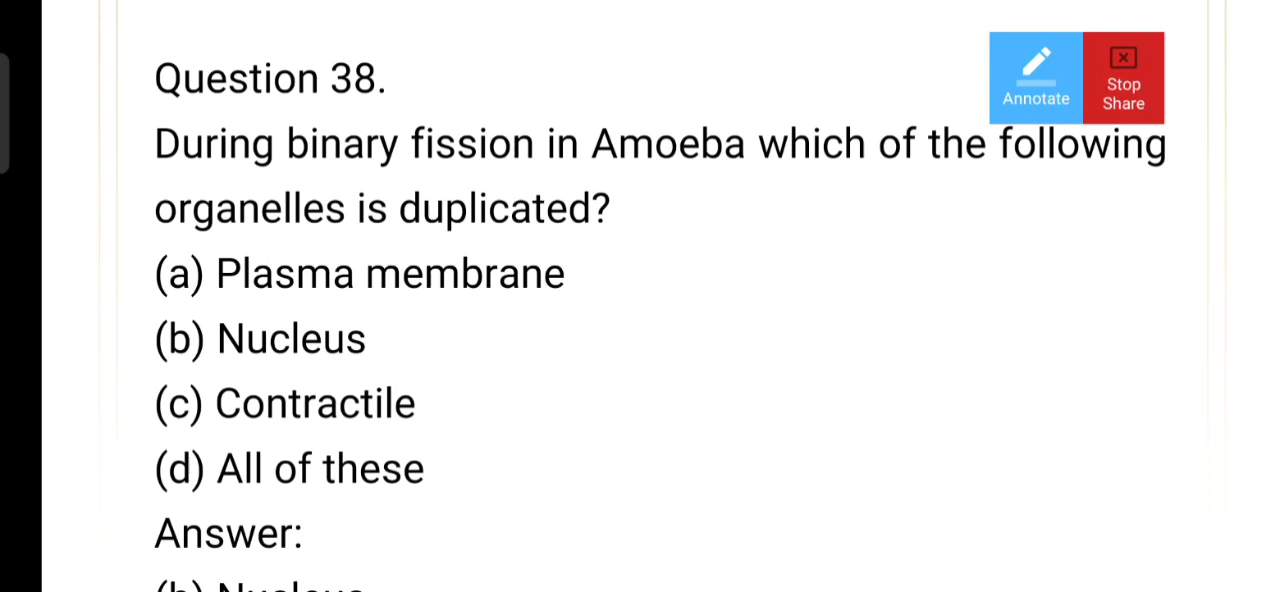 Question 38.
Annotate
Stop
Share
During binary fission in Amoeba which of the following
organelles is duplicated?
(a) Plasma membrane
(b) Nucleus
(c) Contractile
(d) All of these
Answer:
(b) Nucleus